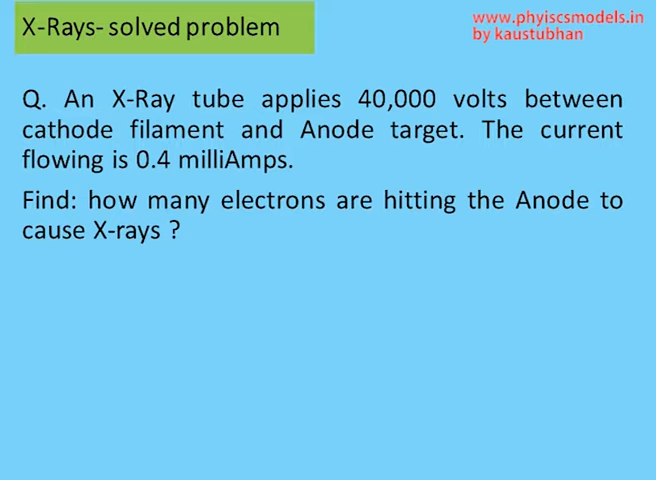 X-Rays- solved problem
www.phyiscsmodels.in
by kaustubhan
Q. An X-Ray tube applies 40,000 volts between
cathode filament and Anode target. The current
flowing is 0.4 milliAmps.
Find: how many electrons are hitting the Anode to
cause X-rays ?